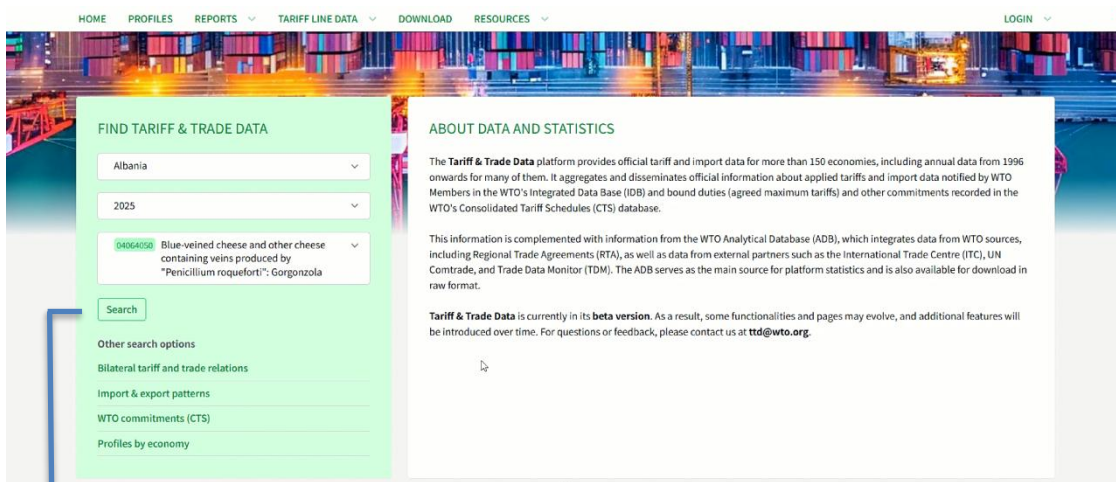 HOME PROFILES REPORTS TARIFF LINE DATA DOWNLOAD RESOURCES LOGIN
FIND TARIFF & TRADE DATA
Albania
2025
04064050 Blue-veined cheese and other cheese
containing veins produced by
"Penicillium roqueforti": Gorgonzola
Search
Other search options
Bilateral tariff and trade relations
Import & export patterns
WTO commitments (CTS)
Profiles by economy
ABOUT DATA AND STATISTICS
The Tariff & Trade Data platform provides official tariff and import data for more than 150 economies, including annual data from 1996
onwards for many of them. It aggregates and disseminates official information about applied tariffs and import data notified by WTO
Members in the WTO's Integrated Data Base (IDB) and bound duties (agreed maximum tariffs) and other commitments recorded in the
WTO's Consolidated Tariff Schedules (CTS) database.
This information is complemented with information from the WTO Analytical Database (ADB), which integrates data from WTO sources,
including Regional Trade Agreements (RTA), as well as data from external partners such as the International Trade Centre (ITC), UN
Comtrade, and Trade Data Monitor (TDM). The ADB serves as the main source for platform statistics and is also available for download in
raw format.
Tariff & Trade Data is currently in its beta version. As a result, some functionalities and pages may evolve, and additional features will
be introduced over time. For questions or feedback, please contact us at ttd@wto.org.